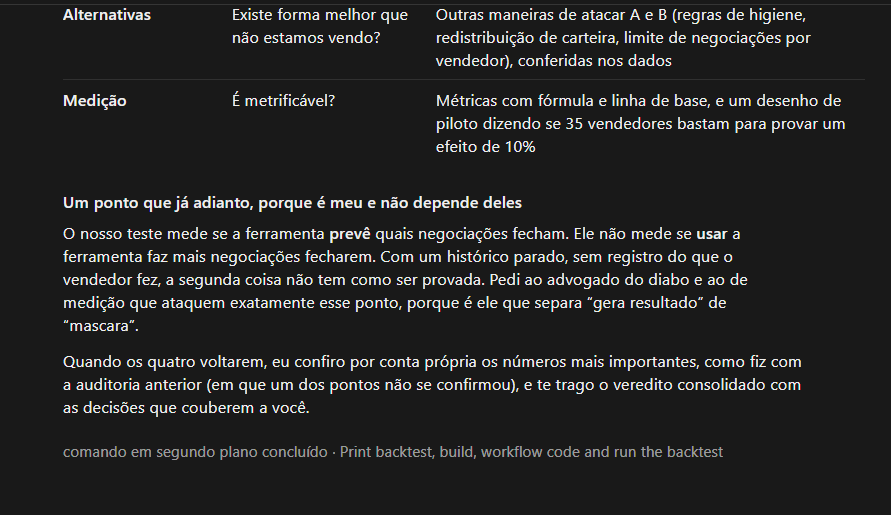 Alternativas
Existe forma melhor que
não estamos vendo?
Outras maneiras de atacar A e B (regras de higiene,
redistribuição de carteira, limite de negociações por
vendedor), conferidas nos dados
Medição
É metrificável?
Métricas com fórmula e linha de base, e um desenho de
piloto dizendo se 35 vendedores bastam para provar um
efeito de 10%
Um ponto que já adianto, porque é meu e não depende deles
O nosso teste mede se a ferramenta prevê quais negociações fecham. Ele não mede se usar a
ferramenta faz mais negociações fecharem. Com um histórico parado, sem registro do que o
vendedor fez, a segunda coisa não tem como ser provada. Pedi ao advogado do diabo e ao de
medição que ataquem exatamente esse ponto, porque é ele que separa “gera resultado” de
“mascara”.
Quando os quatro voltarem, eu confiro por conta própria os números mais importantes, como fiz com
a auditoria anterior (em que um dos pontos não se confirmou), e te trago o veredito consolidado com
as decisões que couberem a você.
comando em segundo plano concluído · Print backtest, build, workflow code and run the backtest